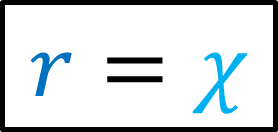 r = χ